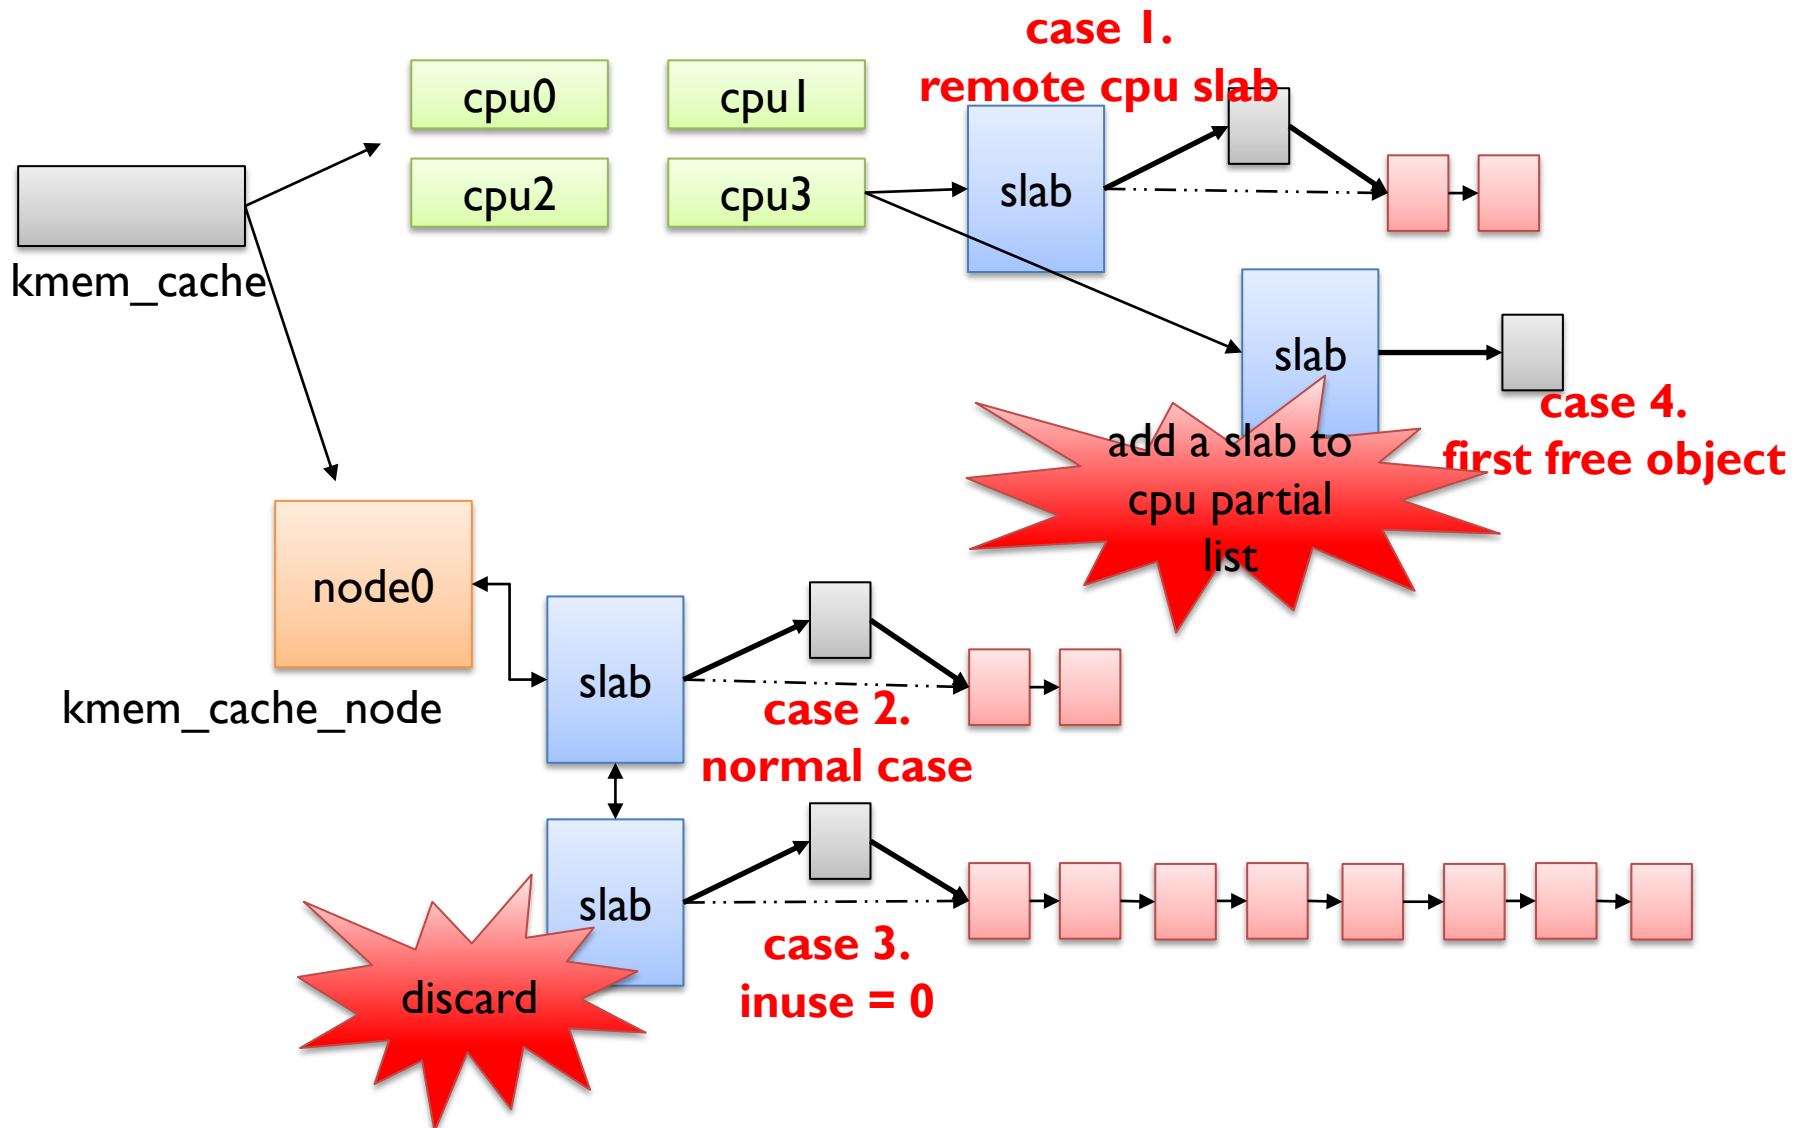 case 1.
remote cpu slab
cpu0
cpu1
cpu2
cpu3
slab
kmem_cache
slab
case 4.
first free object
add a slab to
cpu partial
list
node0
kmem_cache_node
slab
case 2.
normal case
slab
case 3.
inuse = 0
discard